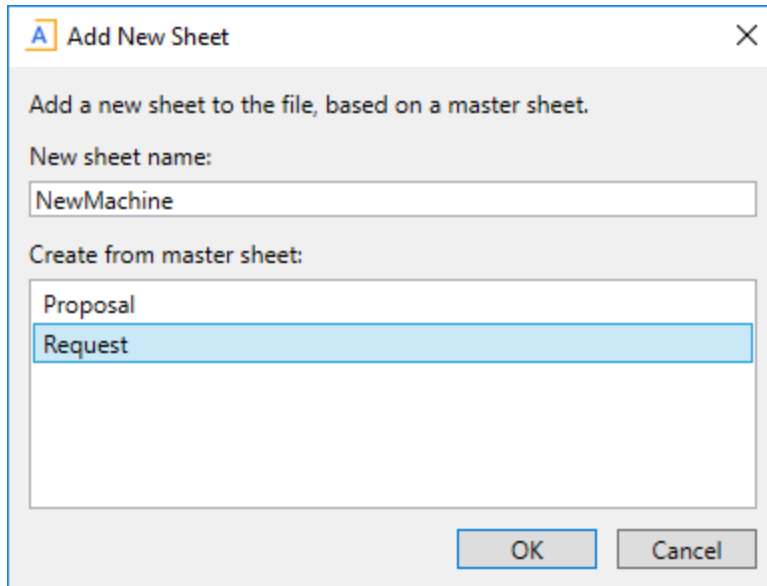 A Add New Sheet
Add a new sheet to the file, based on a master sheet.
New sheet name:
NewMachine
Create from master sheet:
Proposal
Request
OK Cancel